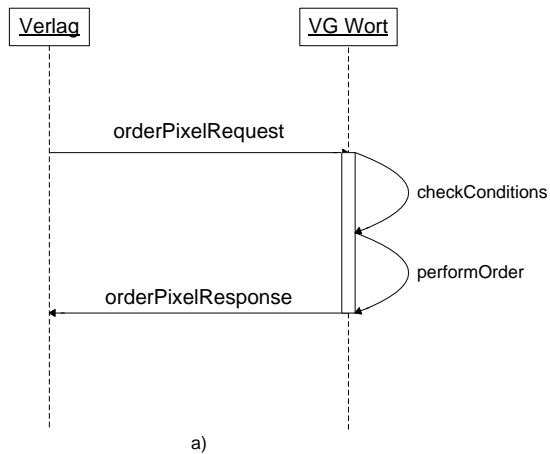 Verlag
VG Wort
orderPixelRequest
checkConditions
performOrder
orderPixelResponse
a)